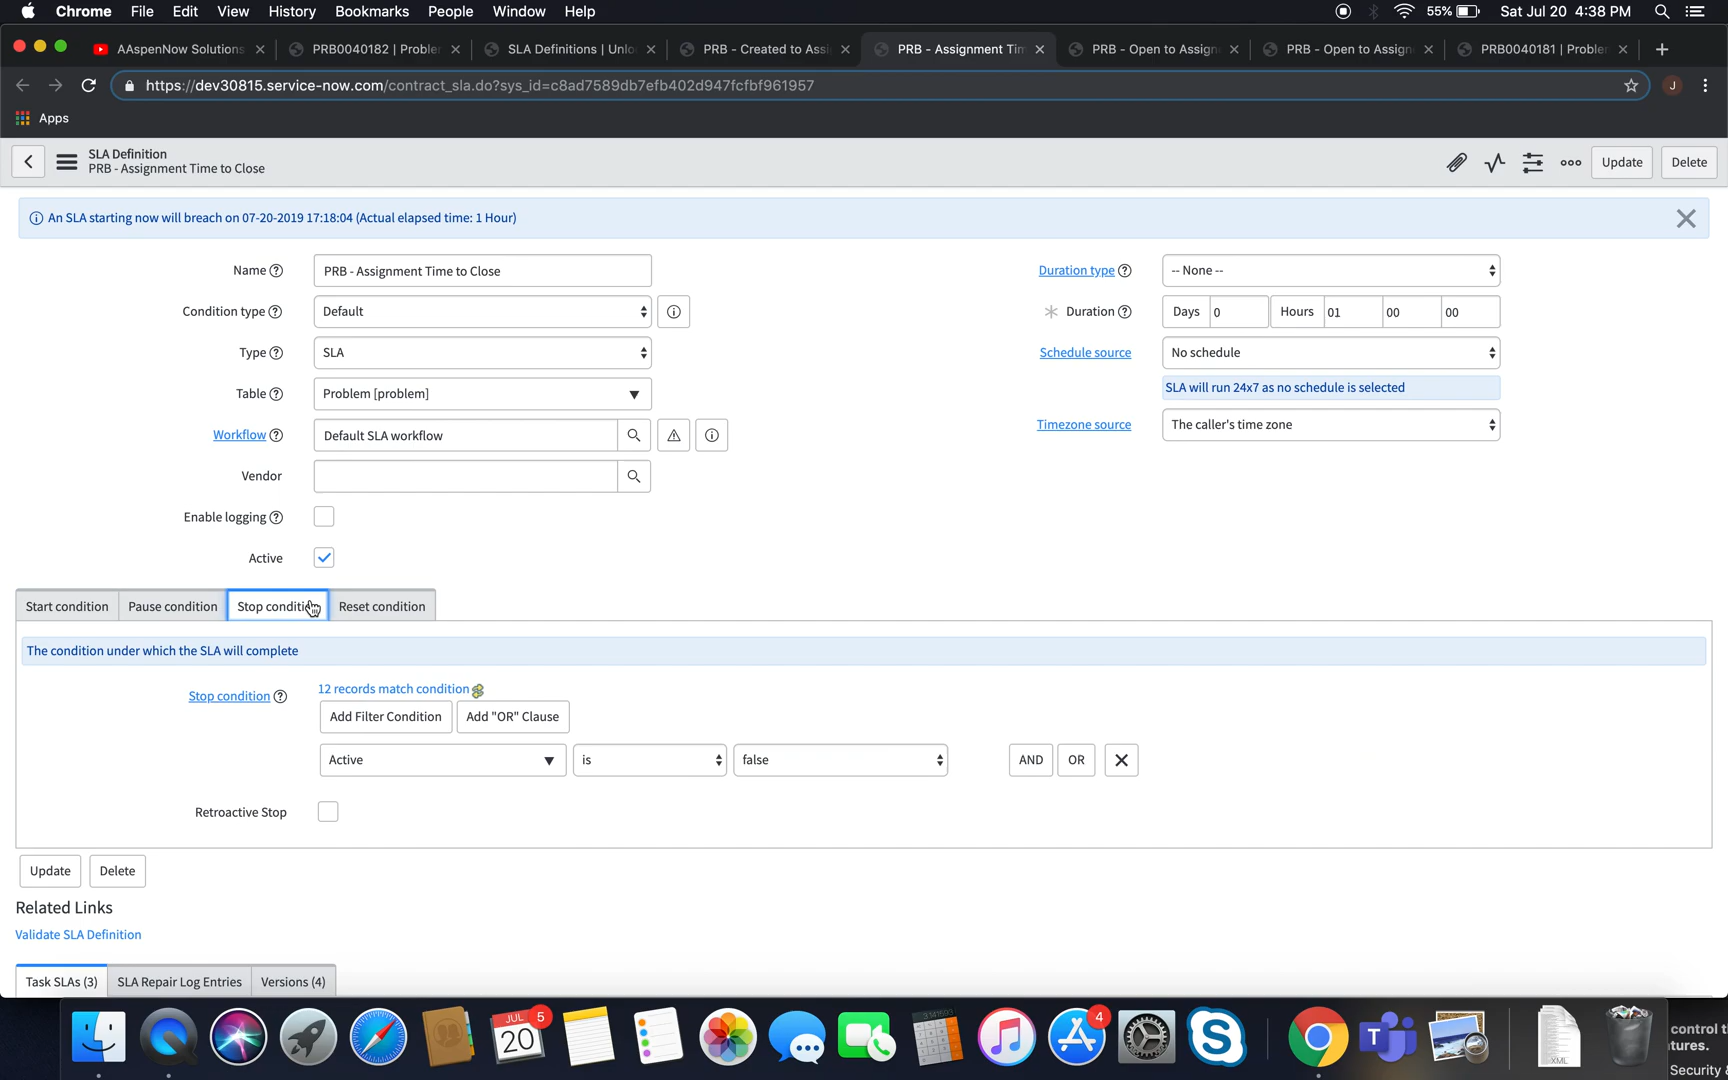 Chrome File Edit View History Bookmarks People Window Help 55% Sat Jul 20 4:38 PM
AAspenNow Solutions PRB0040182 | Proble SLA Definitions | Unlo PRB - Created to Assi PRB - Assignment Tim PRB - Open to Assign PRB - Open to Assign PRB0040181 | Proble
https://dev30815.service-now.com/contract_sla.do?sys_id=c8ad7589db7efb402d947fcfbf961957 J
Apps
SLA Definition
PRB - Assignment Time to Close
Update Delete
An SLA starting now will breach on 07-20-2019 17:18:04 (Actual elapsed time: 1 Hour)
Name PRB - Assignment Time to Close Duration type -- None --
Condition type Default Duration Days 0 Hours 01 00 00
Type SLA Schedule source No schedule
SLA will run 24x7 as no schedule is selected
Table Problem [problem]
Workflow Default SLA workflow Timezone source The caller's time zone
Vendor
Enable logging
Active
Start condition Pause condition Stop conditi Reset condition
The condition under which the SLA will complete
Stop condition 12 records match condition
Add Filter Condition Add "OR" Clause
Active is false AND OR
Retroactive Stop
Update Delete
Related Links
Validate SLA Definition
Task SLAs (3) SLA Repair Log Entries Versions (4)
5 JUL 20 4
XML
control t
tures.
Security